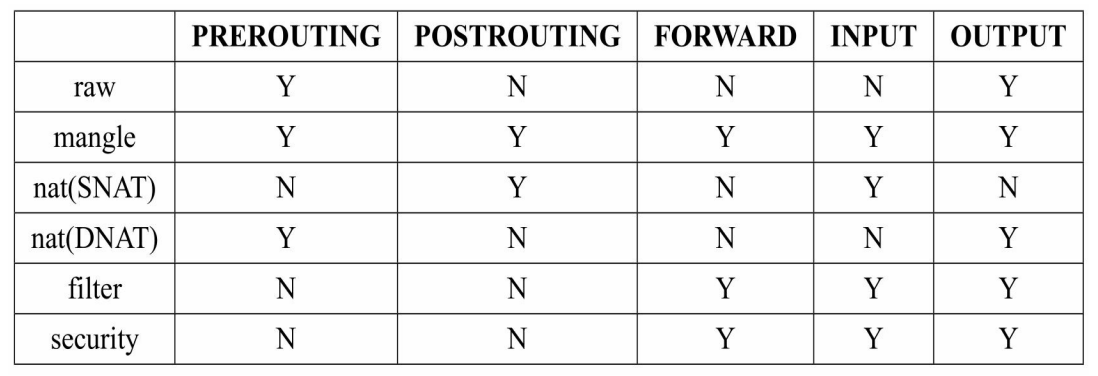 PREROUTING POSTROUTING FORWARD INPUT OUTPUT
raw Y N N N Y
mangle Y Y Y Y Y
nat(SNAT) N Y N Y N
nat(DNAT) Y N N N Y
filter N N Y Y Y
security N N Y Y Y